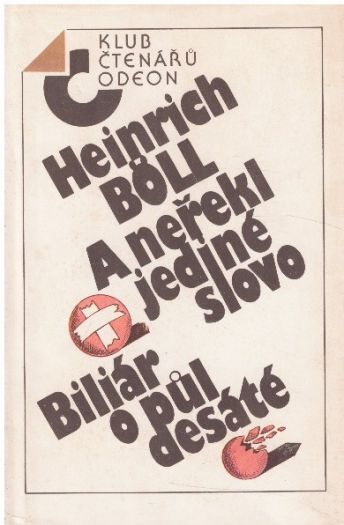 KLUB
ČTENÁŘŮ
ODEON
Heinrich
BÖLL
A neřekl
jediné
slovo
Biliár
o půl
desáté